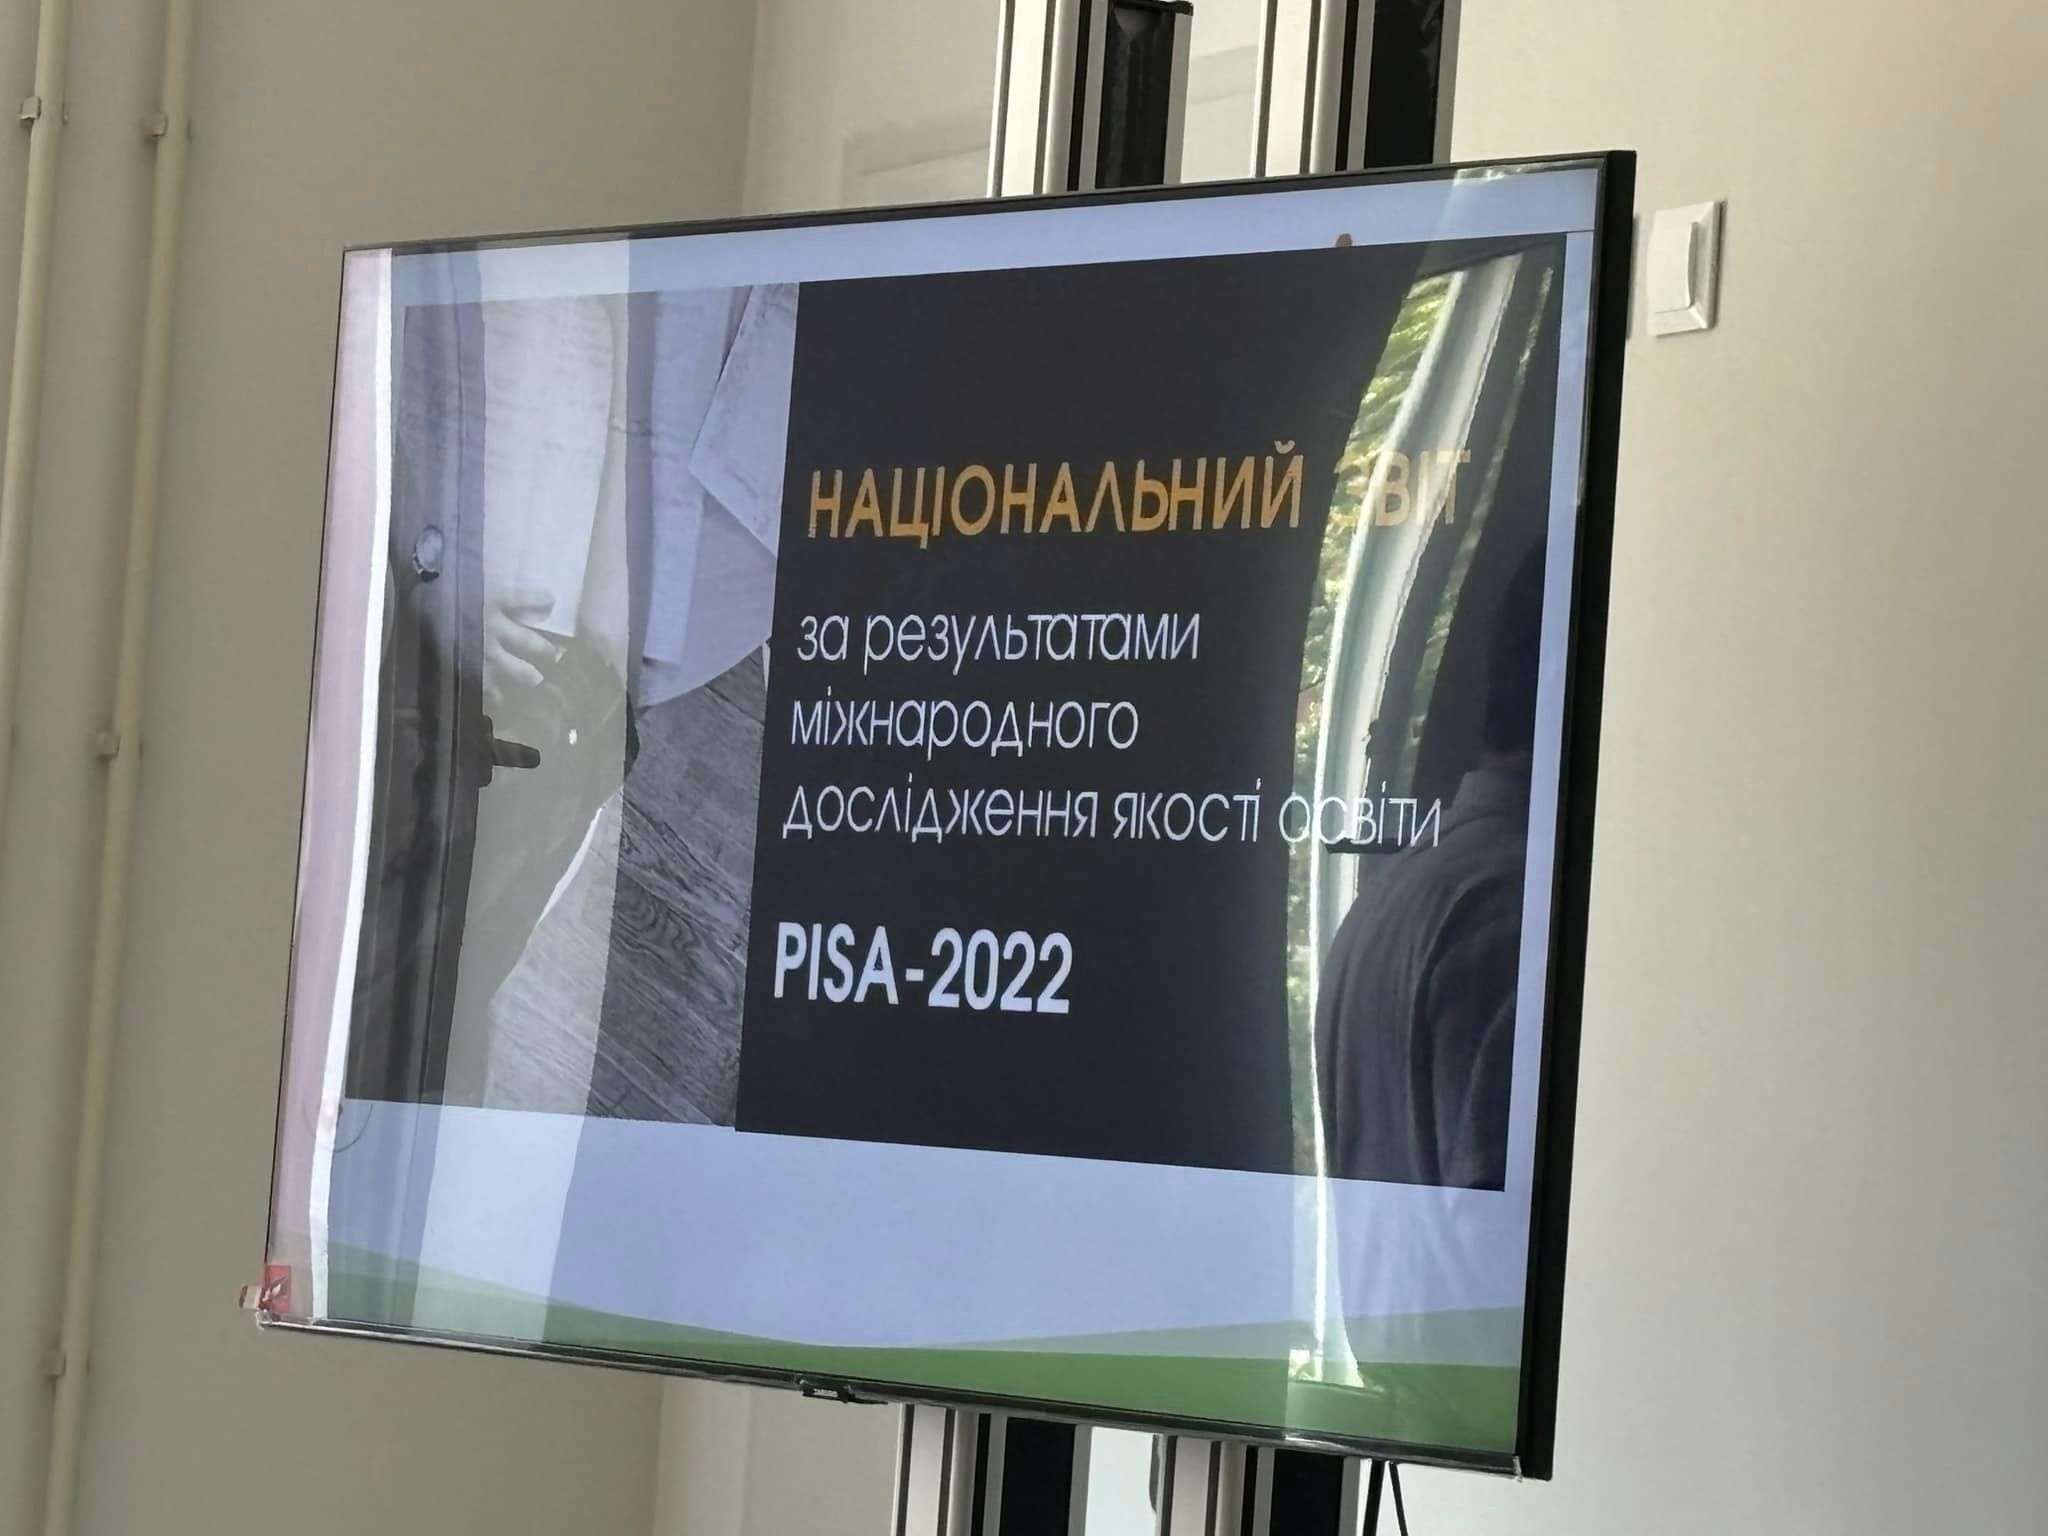 НАЦІОНАЛЬНИЙ ЗВІТ
за результатами
міжнародного
дослідження якості освіти
PISA-2022